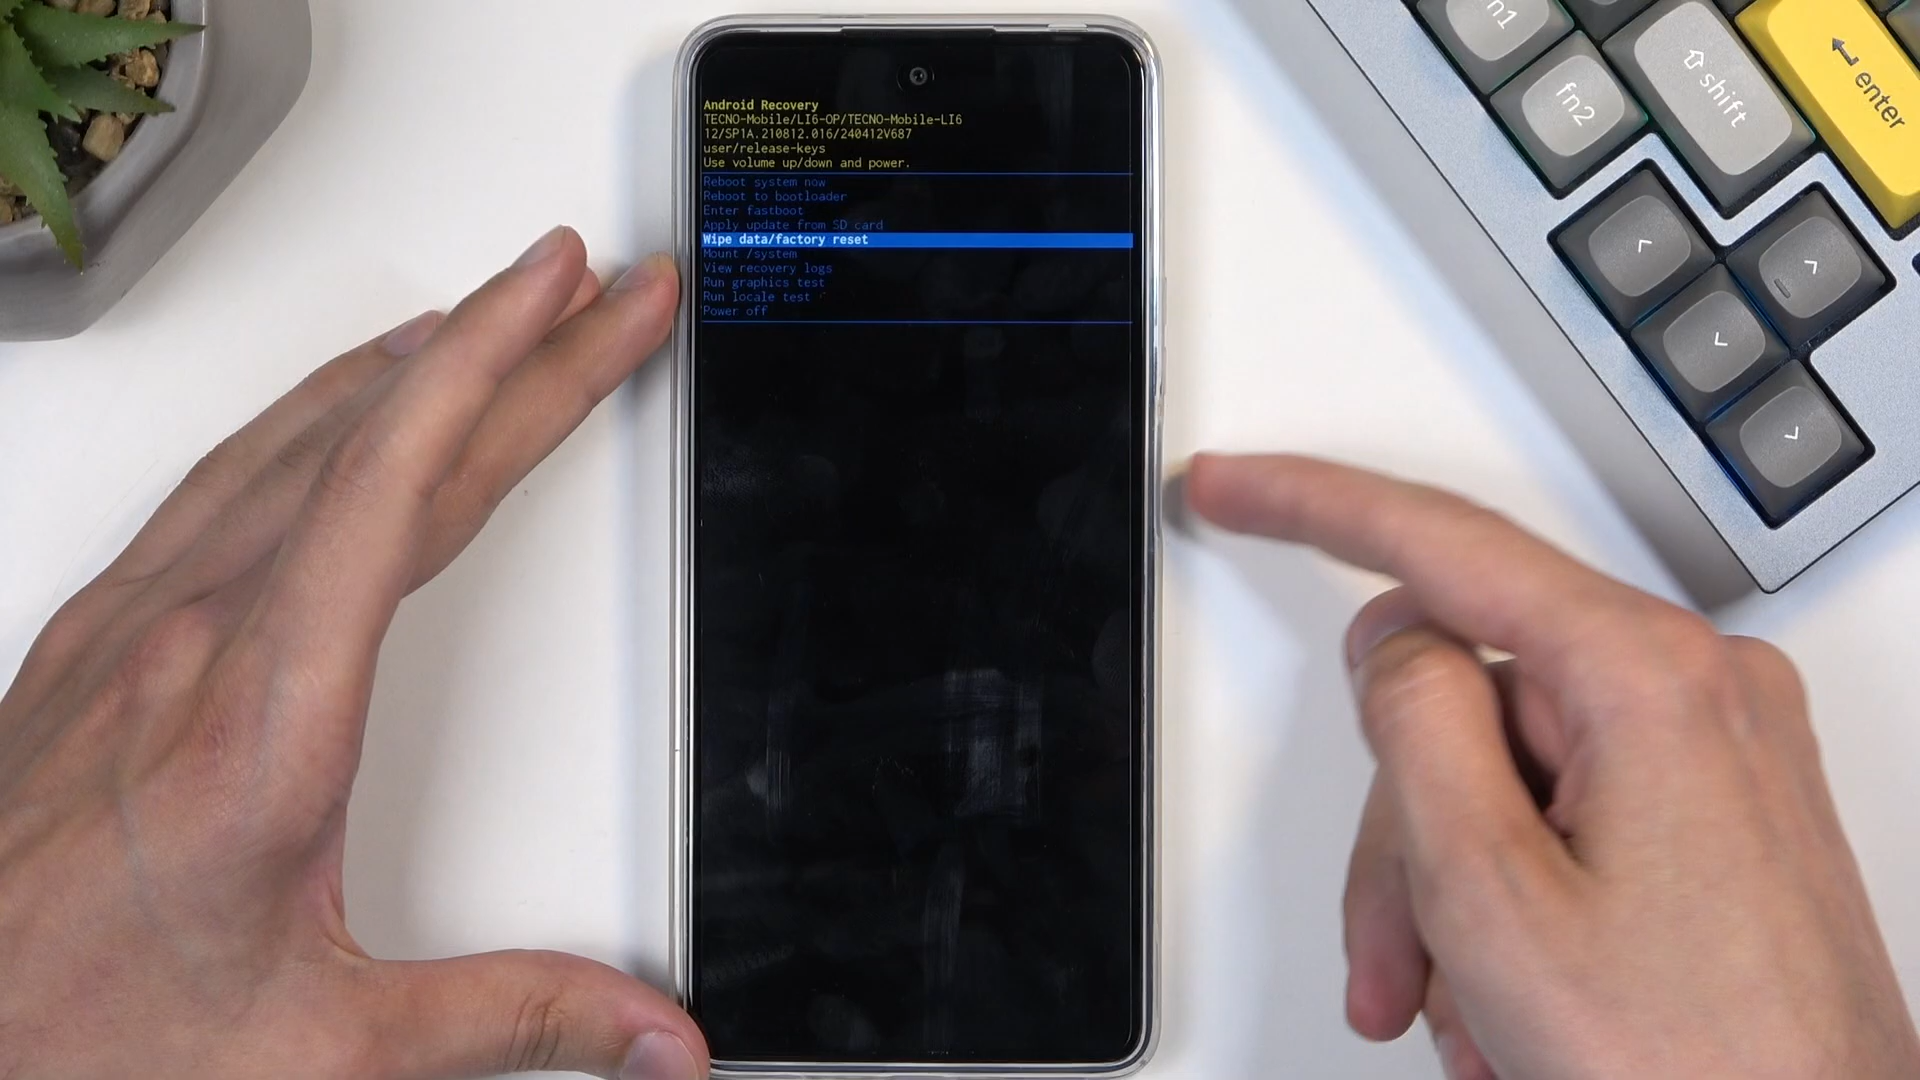 Android Recovery
TECNO-Mobile/LI6-OP/TECNO-Mobile-LI6
12/SP1A.210812.016/240412V687
user/release-keys
Use volume up/down and power.
Reboot system now
Reboot to bootloader
Enter fastboot
Apply update from SD card
Wipe data/factory reset
Mount /system
View recovery logs
Run graphics test
Run locale test
Power off
fn1
fn2
shift
enter